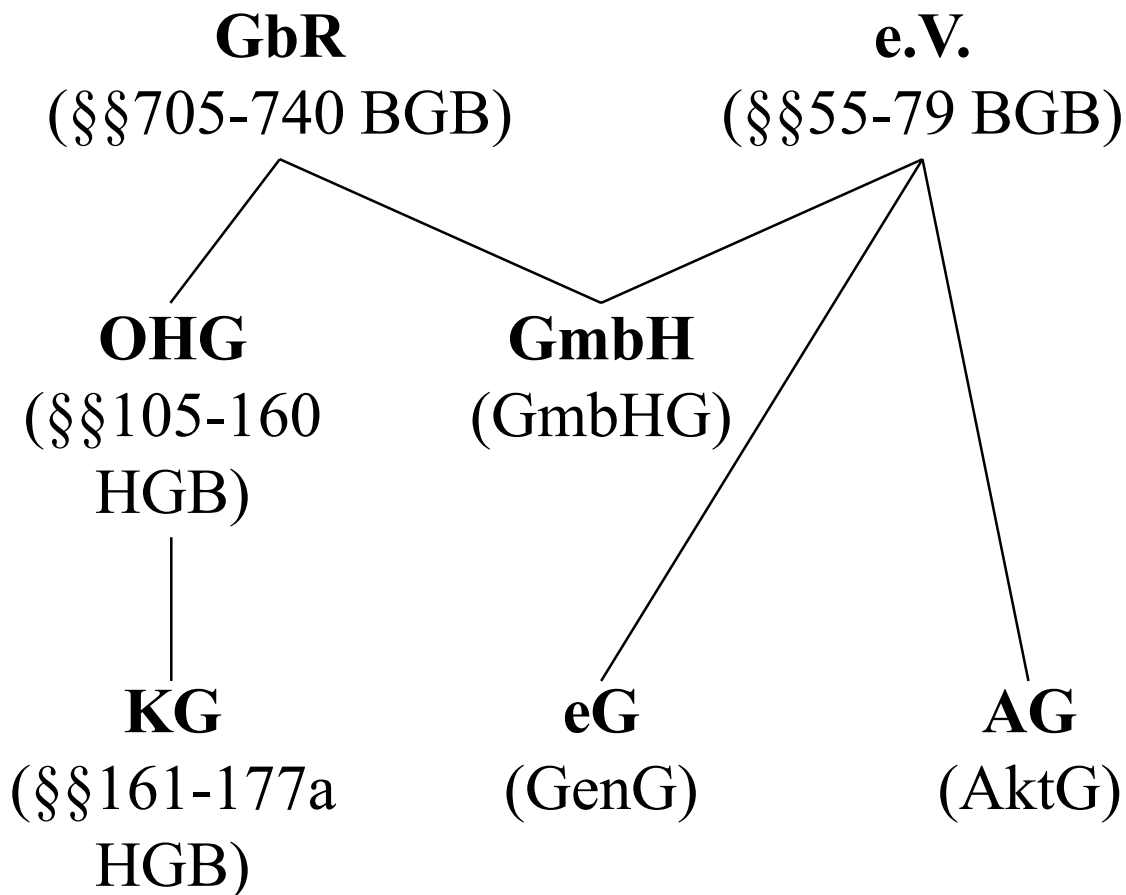 GbR
(§§705-740 BGB)
e.V.
(§§55-79 BGB)
OHG
(§§105-160
HGB)
GmbH
(GmbHG)
KG
(§§161-177a
HGB)
eG
(GenG)
AG
(AktG)